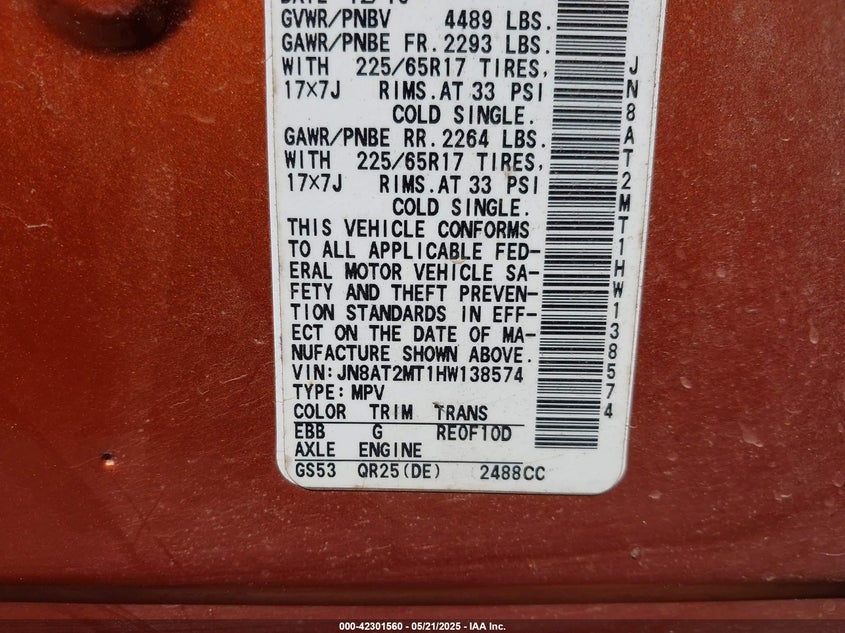 GVWR/PNBV 4489 LBS.
GAWR/PNBE FR. 2293 LBS.
WITH 225/65R17 TIRES,
17X7J RIMS. AT 33 PSI
COLD SINGLE.
GAWR/PNBE RR. 2264 LBS.
WITH 225/65R17 TIRES,
17X7J RIMS. AT 33 PSI
COLD SINGLE.
THIS VEHICLE CONFORMS
TO ALL APPLICABLE FED-
ERAL MOTOR VEHICLE SA-
FETY AND THEFT PREVEN-
TION STANDARDS IN EFF-
ECT ON THE DATE OF MA-
NUFACTURE SHOWN ABOVE.
VIN:JN8AT2MT1HW138574
TYPE:MPV
COLOR TRIM TRANS
EBB G RE0F10D
AXLE ENGINE
GS53 QR25(DE) 2488CC
JN8AT2MT1HW138574
000-42301560 - 05/21/2025 - IAA Inc.